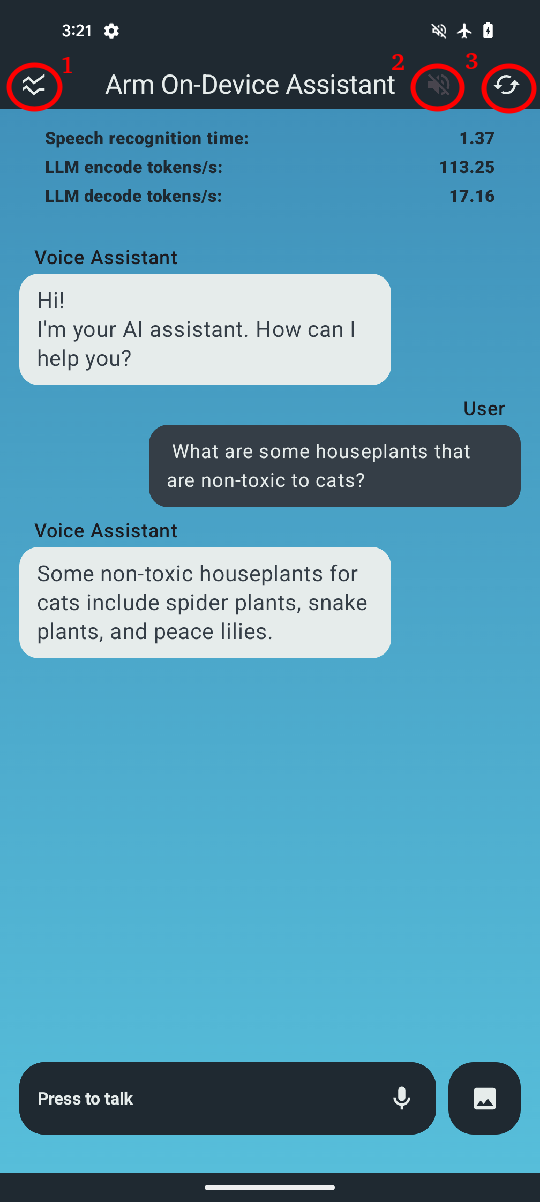 3:21
1
Arm On-Device Assistant
2
3
Speech recognition time: 1.37
LLM encode tokens/s: 113.25
LLM decode tokens/s: 17.16
Voice Assistant
Hi!
I'm your AI assistant. How can I
help you?
User
What are some houseplants that
are non-toxic to cats?
Voice Assistant
Some non-toxic houseplants for
cats include spider plants, snake
plants, and peace lilies.
Press to talk